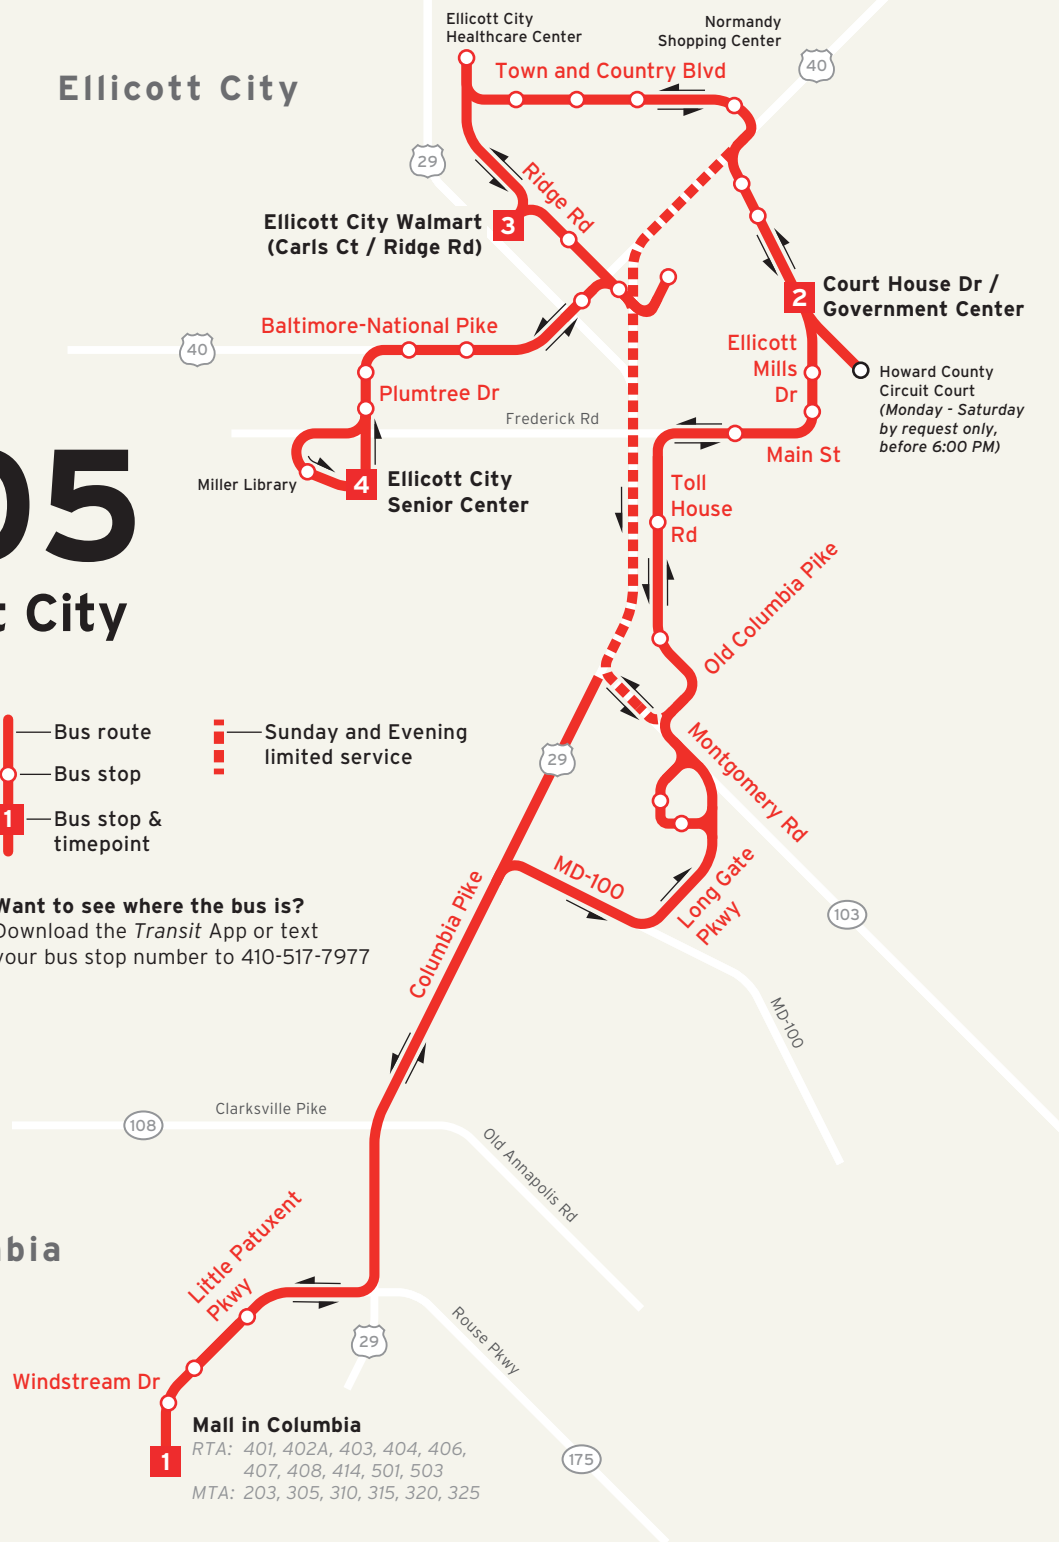 Ellicott City
Healthcare Center
Normandy
Shopping Center
Ellicott City
Town and Country Blvd
40
29
Ridge Rd
Ellicott City Walmart
(Carls Ct / Ridge Rd)
3
2
Court House Dr /
Government Center
Baltimore-National Pike
40
Ellicott
Mills
Dr
Howard County
Circuit Court
(Monday - Saturday
by request only,
before 6:00 PM)
Plumtree Dr
Frederick Rd
Main St
Miller Library
4
Ellicott City
Senior Center
Toll
House
Rd
05
t City
Old Columbia Pike
Bus route
Bus stop
1
Bus stop &
timepoint
Sunday and Evening
limited service
29
Montgomery Rd
MD-100
Long Gate
Pkwy
103
Want to see where the bus is?
Download the Transit App or text
your bus stop number to 410-517-7977
Columbia Pike
MD-100
108
Clarksville Pike
Old Annapolis Rd
bia
Little Patuxent
Pkwy
29
Rouse Pkwy
Windstream Dr
1
Mall in Columbia
RTA: 401, 402A, 403, 404, 406,
407, 408, 414, 501, 503
MTA: 203, 305, 310, 315, 320, 325
175